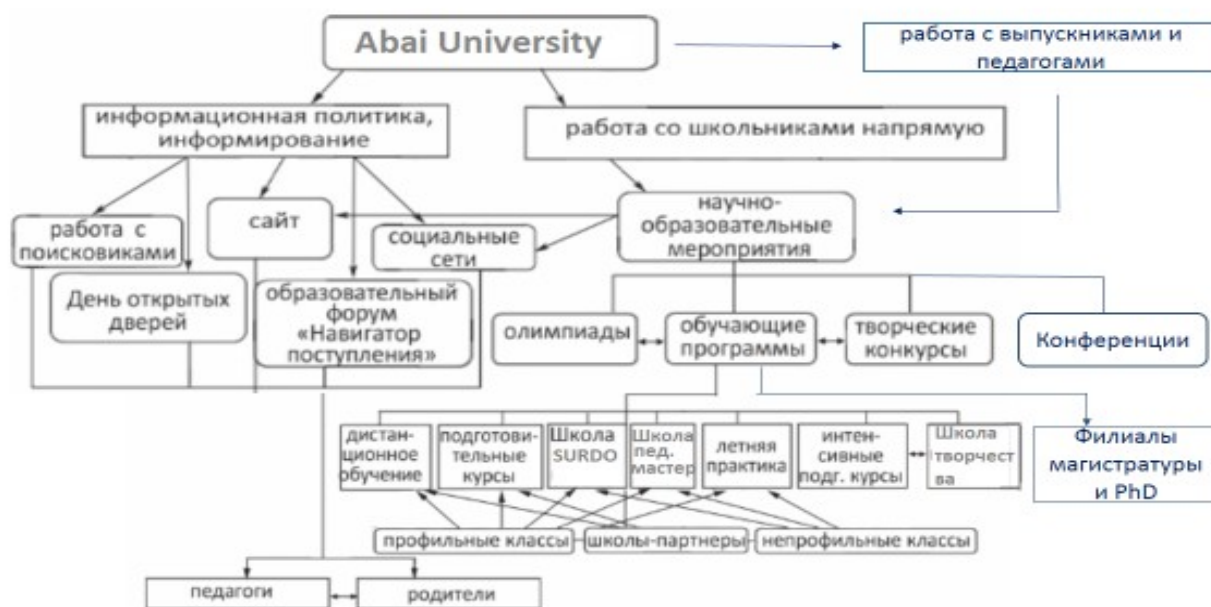 Abai University
работа с выпускниками и
педагогами
информационная политика,
информирование
работа со школьниками напрямую
работа с
поисковиками
сайт
социальные
сети
научно-
образовательные
мероприятия
День открытых
дверей
образовательный
форум
«Навигатор
поступления»
олимпиады
обучающие
программы
творческие
конкурсы
Конференции
дистан-
ционное
обучение
подготови-
тельные
курсы
Школа
SURDO
Школа
пед.
мастер
летняя
практика
интен-
сивные
подг. курсы
Школа
творчест
ва
Филиалы
магистратуры
и PhD
профильные классы
школы-партнеры
непрофильные классы
педагоги
родители